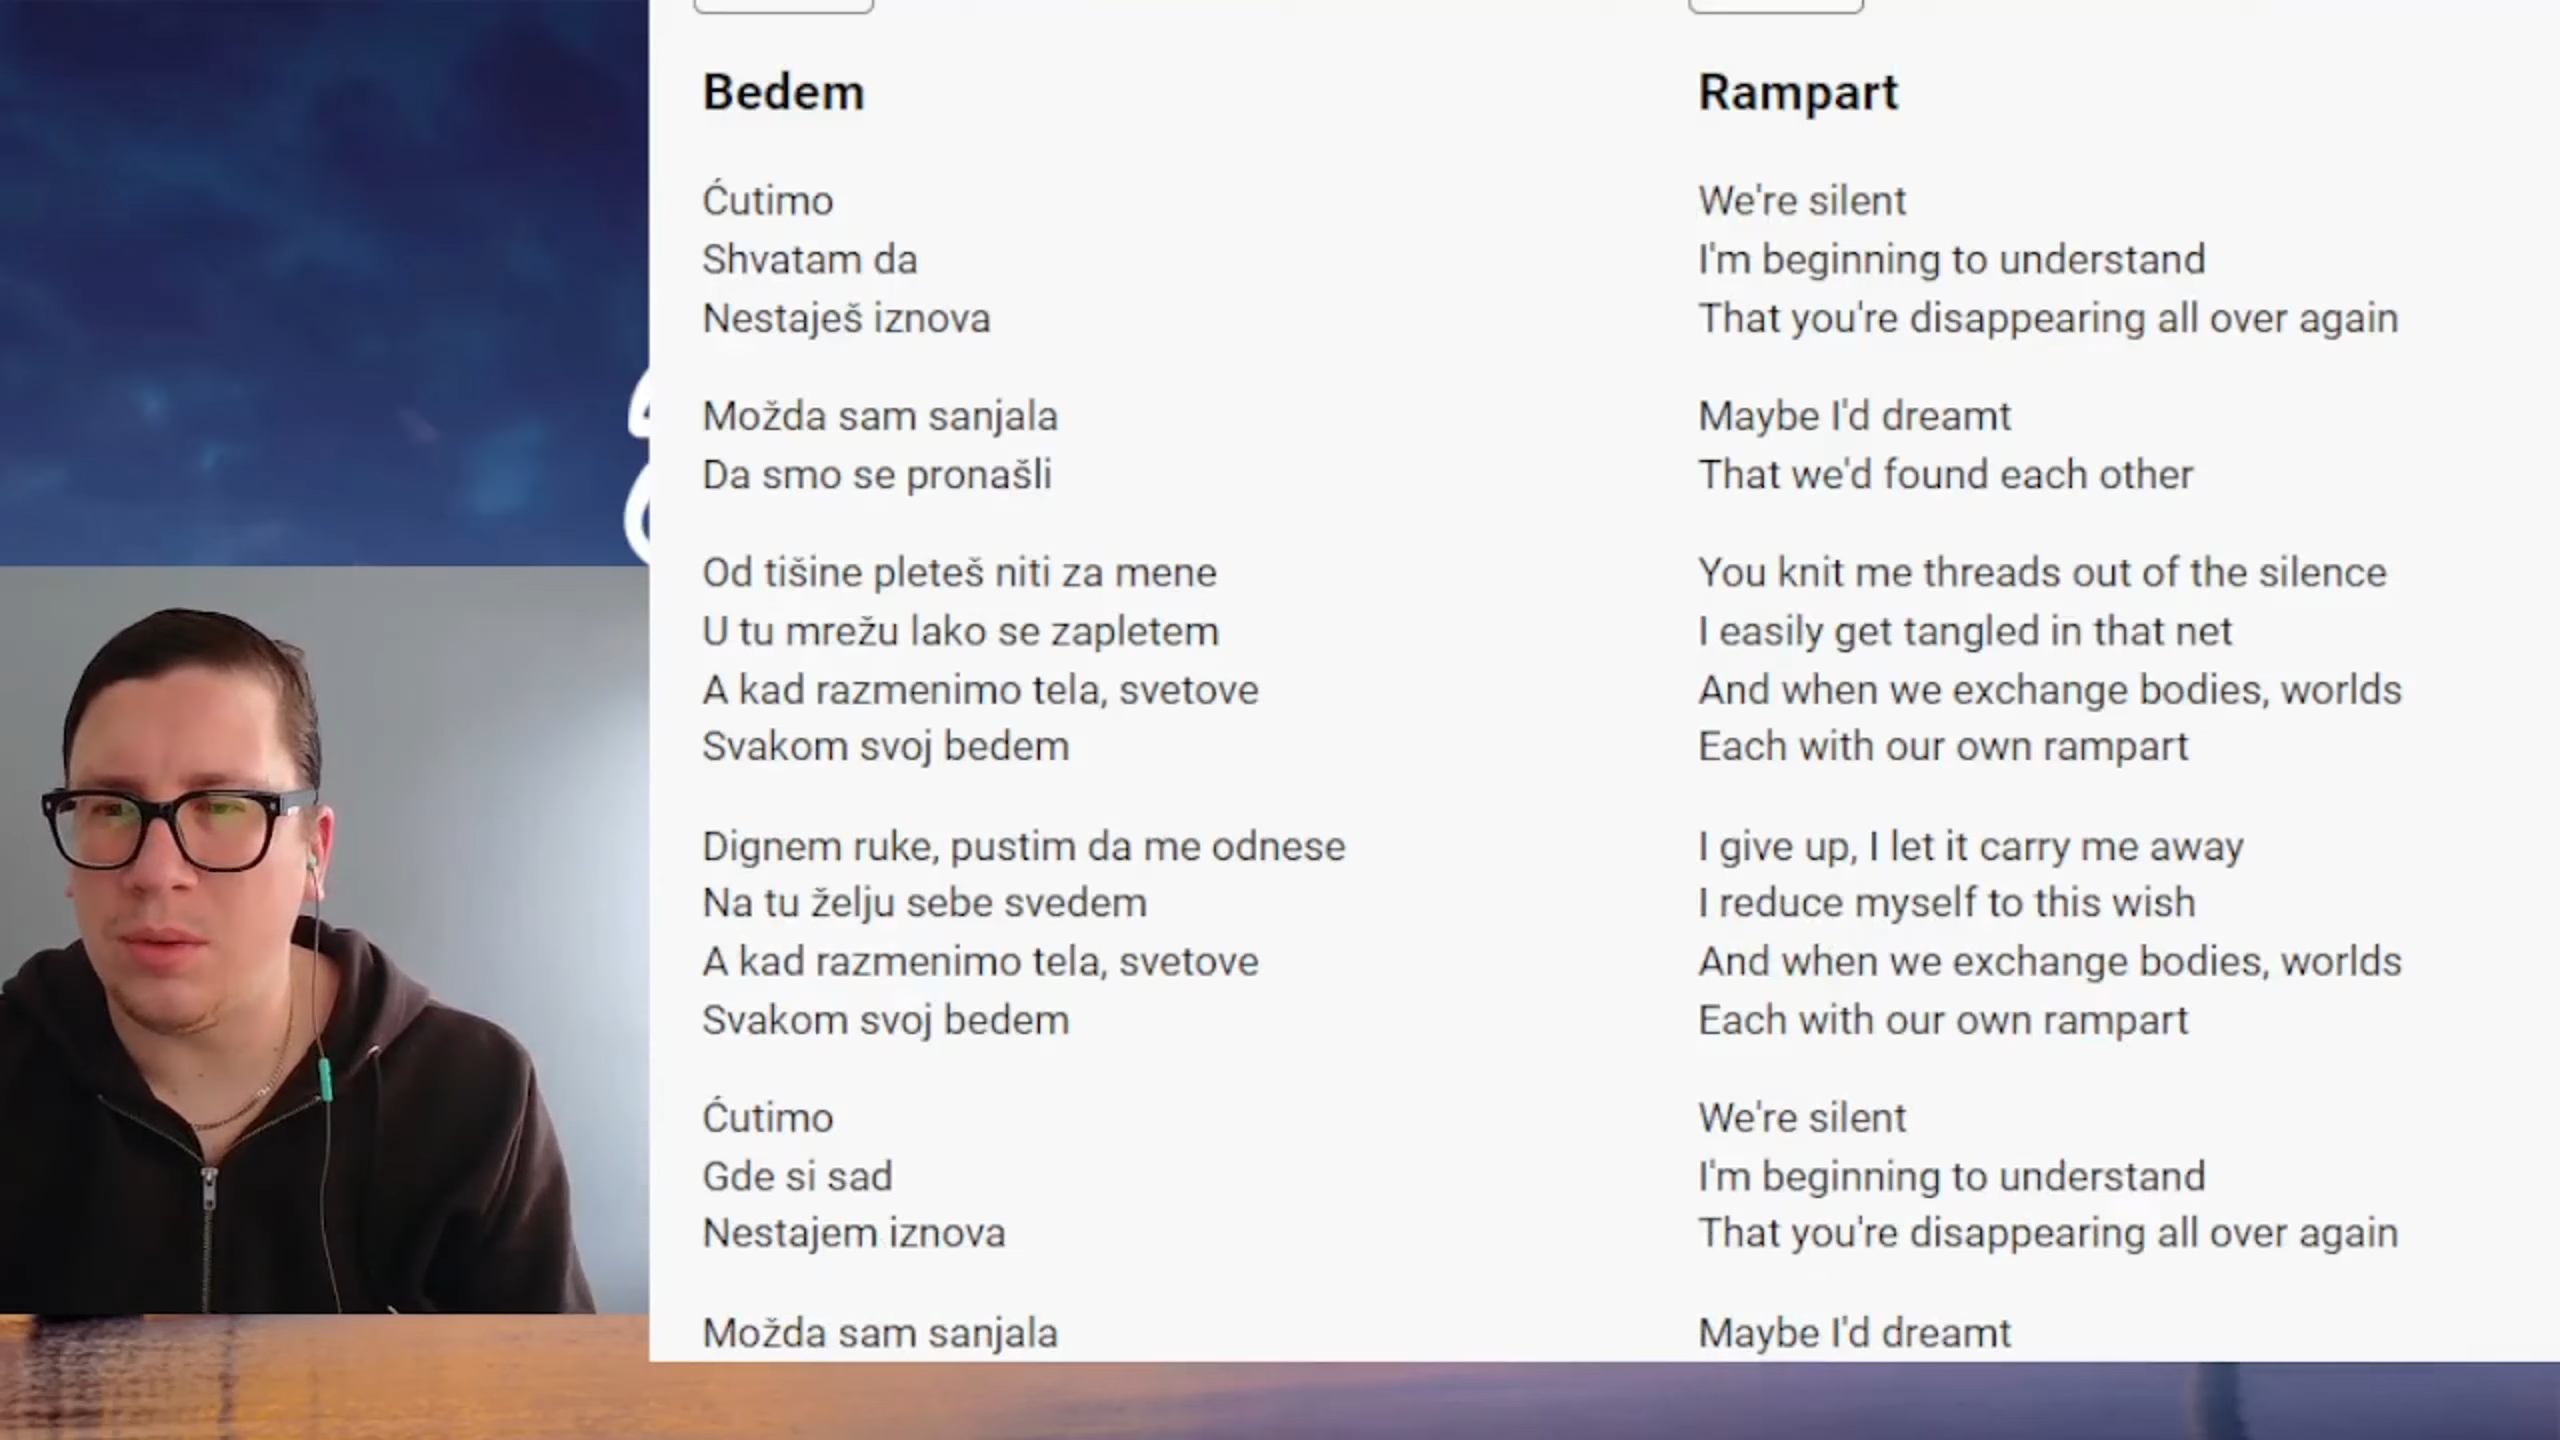 Bedem
Ćutimo
Shvatam da
Nestaješ iznova
Možda sam sanjala
Da smo se pronašli
Od tišine pleteš niti za mene
U tu mrežu lako se zapletem
A kad razmenimo tela, svetove
Svakom svoj bedem
Dignem ruke, pustim da me odnese
Na tu želju sebe svedem
A kad razmenimo tela, svetove
Svakom svoj bedem
Ćutimo
Gde si sad
Nestajem iznova
Možda sam sanjala
Rampart
We're silent
I'm beginning to understand
That you're disappearing all over again
Maybe I'd dreamt
That we'd found each other
You knit me threads out of the silence
I easily get tangled in that net
And when we exchange bodies, worlds
Each with our own rampart
I give up, I let it carry me away
I reduce myself to this wish
And when we exchange bodies, worlds
Each with our own rampart
We're silent
I'm beginning to understand
That you're disappearing all over again
Maybe I'd dreamt